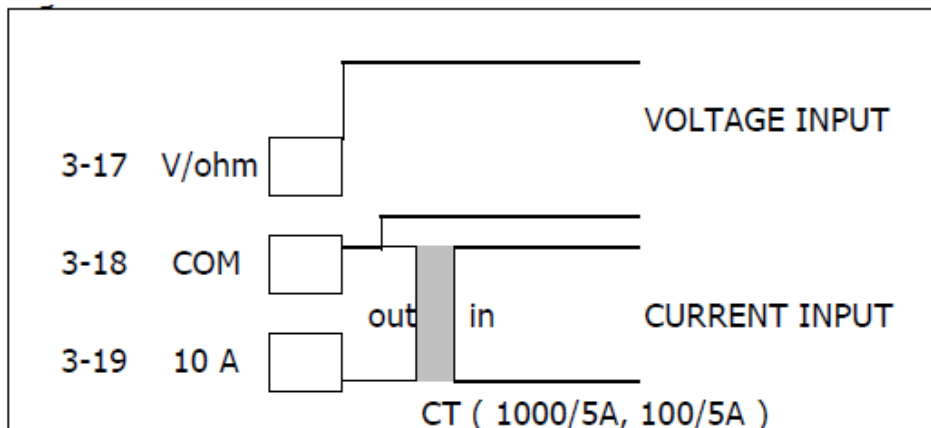 VOLTAGE INPUT
3-17 V/ohm
3-18 COM
out in CURRENT INPUT
3-19 10 A
CT ( 1000/5A, 100/5A )